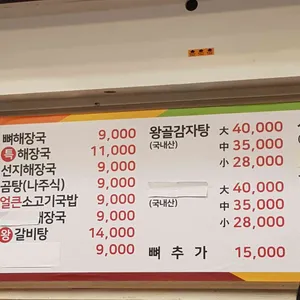 뼈해장국 9,000
특 해장국 11,000
선지해장국 9,000
곰탕(나주식) 9,000
얼큰소고기국밥 9,000
해장국 9,000
왕 갈비탕 14,000
9,000
왕골감자탕 大 40,000
(국내산) 中 35,000
小 28,000
大 40,000
(국내산) 中 35,000
小 28,000
뼈 추 가 15,000